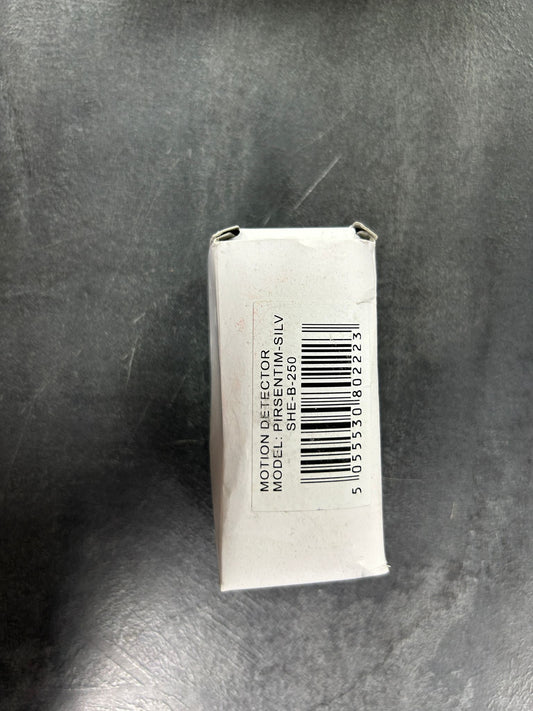 MOTION DETECTOR
MODEL: PIRSENTIM-SILV
SHE-B-250
5 055530 802223